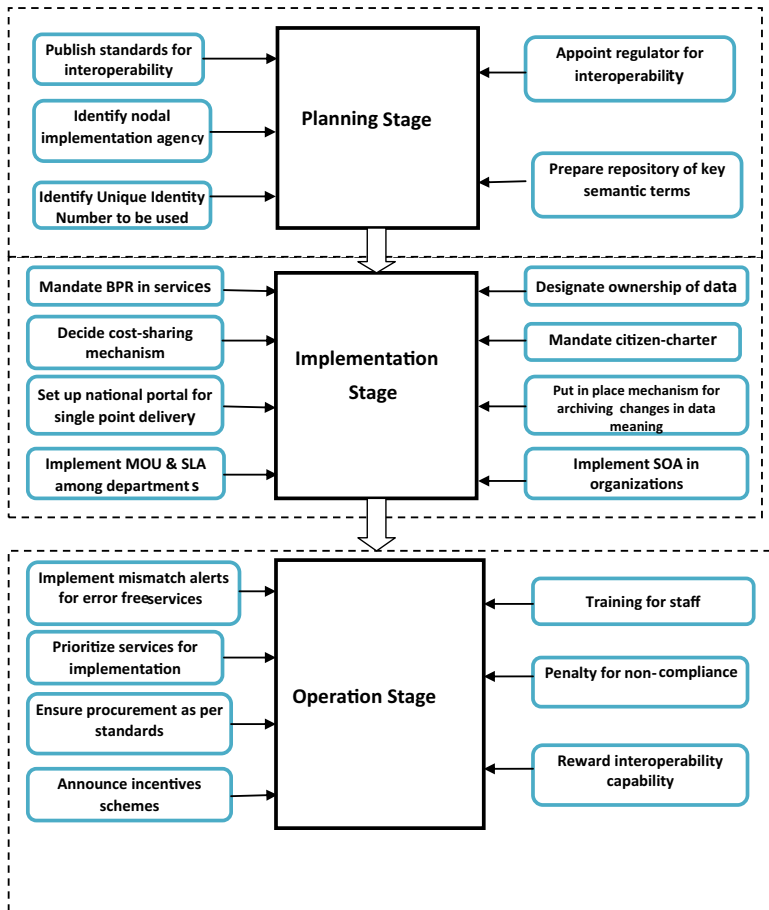 Publish standards for
interoperability
Identify nodal
implementation agency
Identify Unique Identity
Number to be used
Planning Stage
Appoint regulator for
interoperability
Prepare repository of key
semantic terms
Mandate BPR in services
Decide cost-sharing
mechanism
Set up national portal for
single point delivery
Implement MOU & SLA
among departments
Implementation
Stage
Designate ownership of data
Mandate citizen-charter
Put in place mechanism for
archiving changes in data
meaning
Implement SOA in
organizations
Implement mismatch alerts
for error free services
Prioritize services for
implementation
Ensure procurement as per
standards
Announce incentives
schemes
Operation Stage
Training for staff
Penalty for non-compliance
Reward interoperability
capability